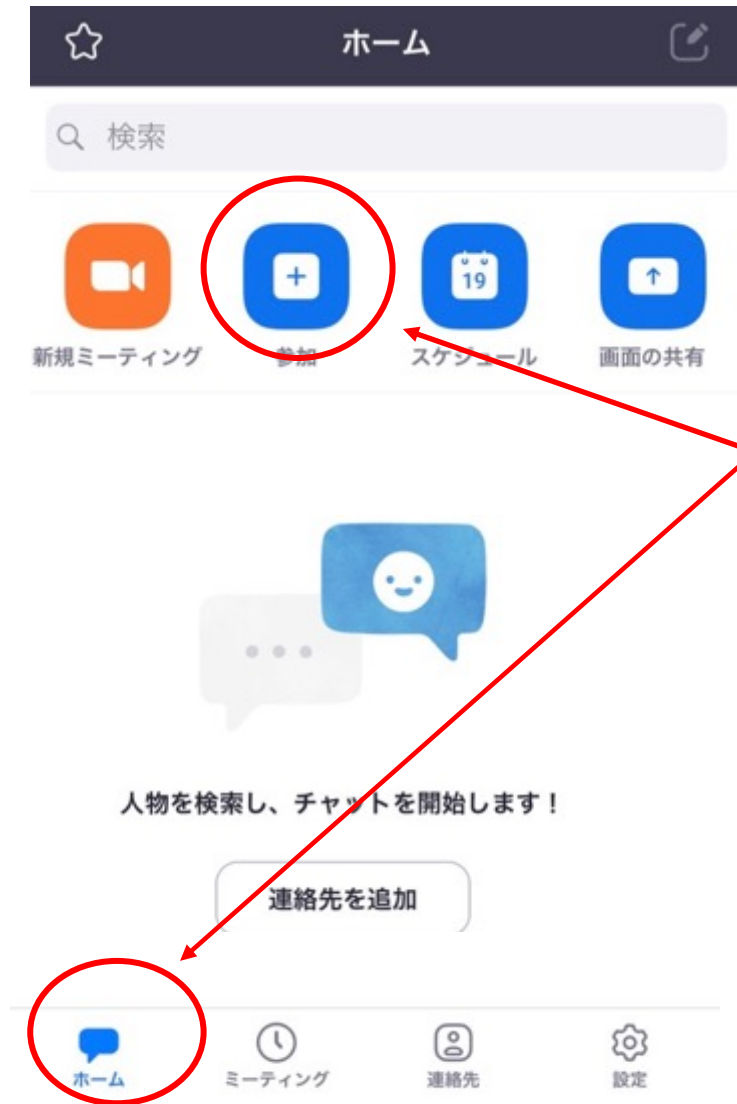 ホーム
検索
19
新規ミーティング 参加 スケジュール 画面の共有
人物を検索し、チャットを開始します！
連絡先を追加
ホーム ミーティング 連絡先 設定